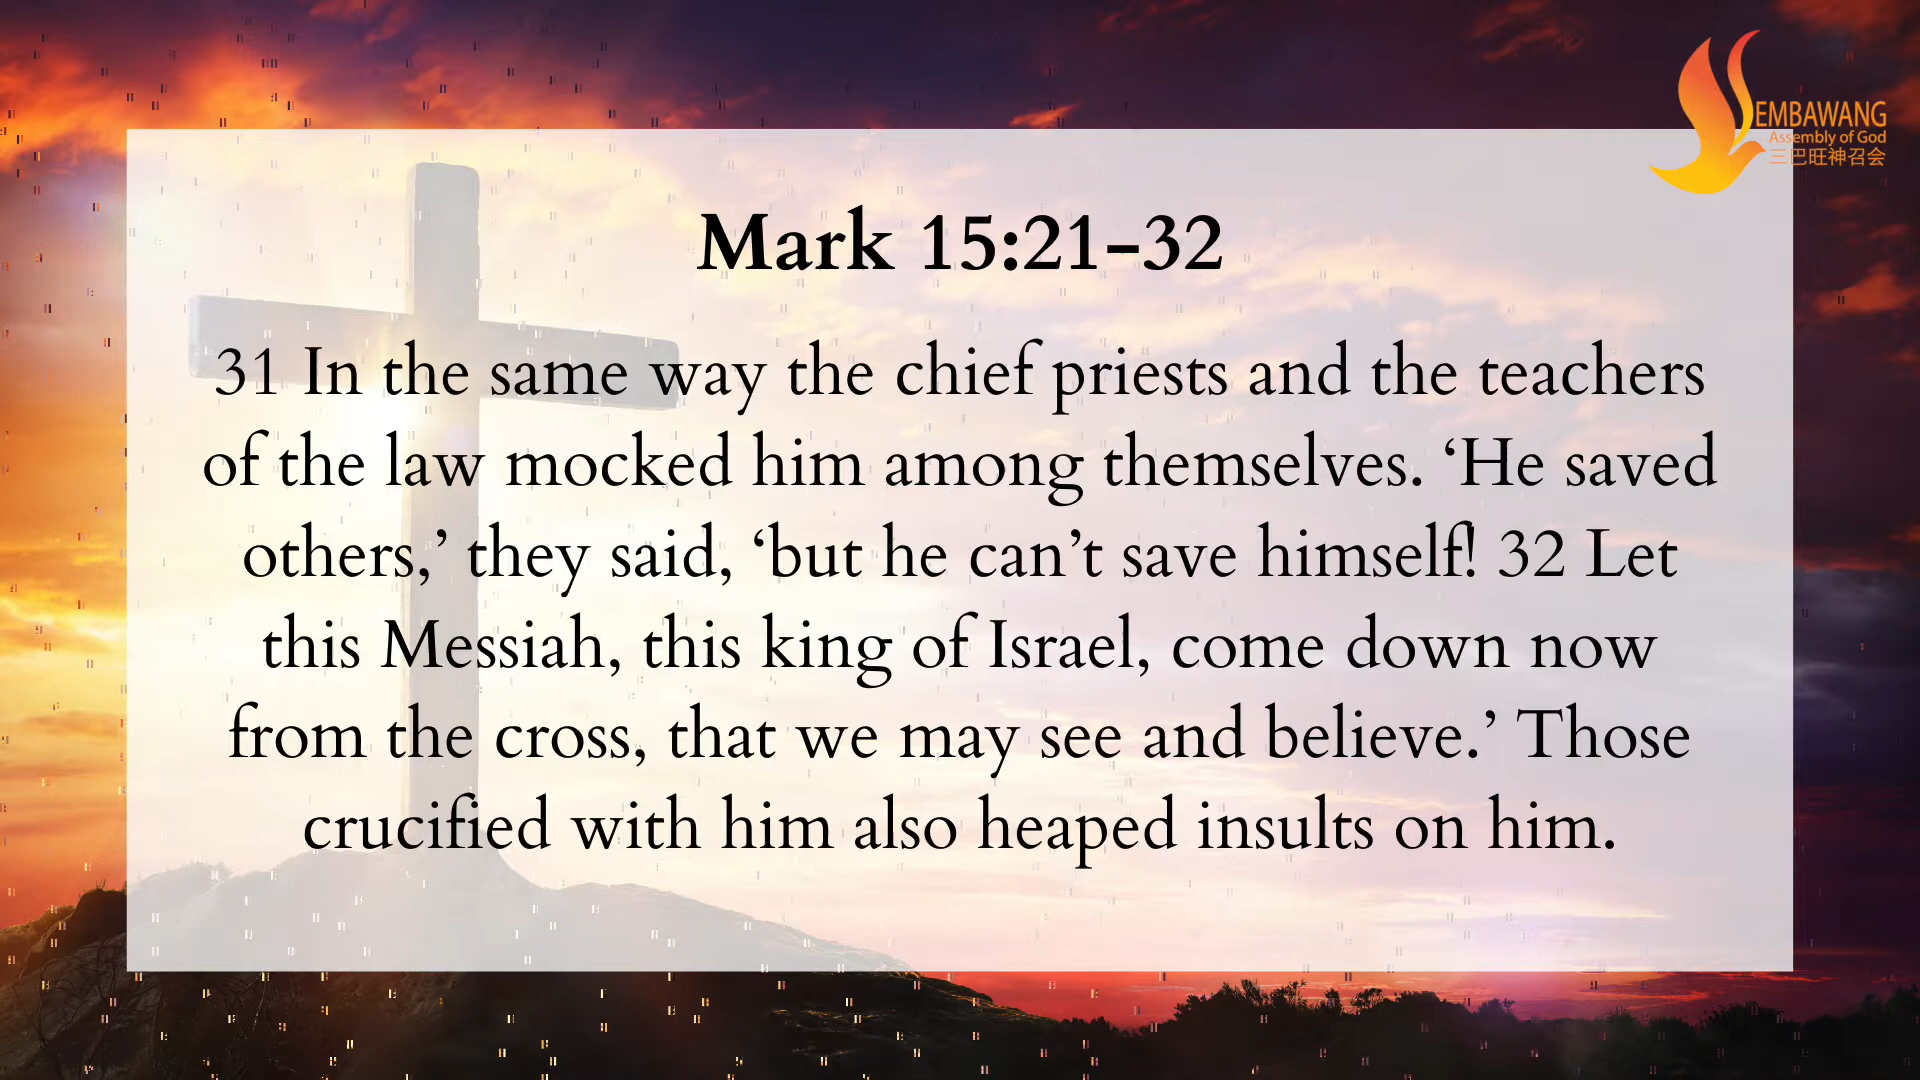 EMBAWANG
Assembly of God
三巴旺神召会
Mark 15:21-32
31 In the same way the chief priests and the teachers
of the law mocked him among themselves. ‘He saved
others,’ they said, ‘but he can’t save himself! 32 Let
this Messiah, this king of Israel, come down now
from the cross, that we may see and believe.’ Those
crucified with him also heaped insults on him.